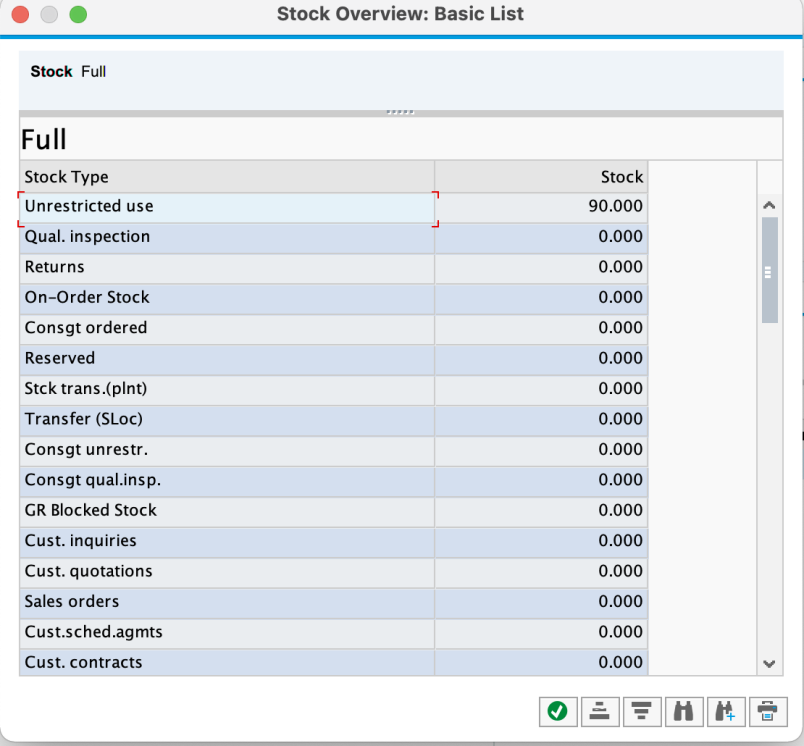 Stock Overview: Basic List
Stock Full
Full
Stock Type Stock
Unrestricted use 90.000
Qual. inspection 0.000
Returns 0.000
On-Order Stock 0.000
Consgt ordered 0.000
Reserved 0.000
Stck trans.(plnt) 0.000
Transfer (SLoc) 0.000
Consgt unrestr. 0.000
Consgt qual.insp. 0.000
GR Blocked Stock 0.000
Cust. inquiries 0.000
Cust. quotations 0.000
Sales orders 0.000
Cust.sched.agmts 0.000
Cust. contracts 0.000